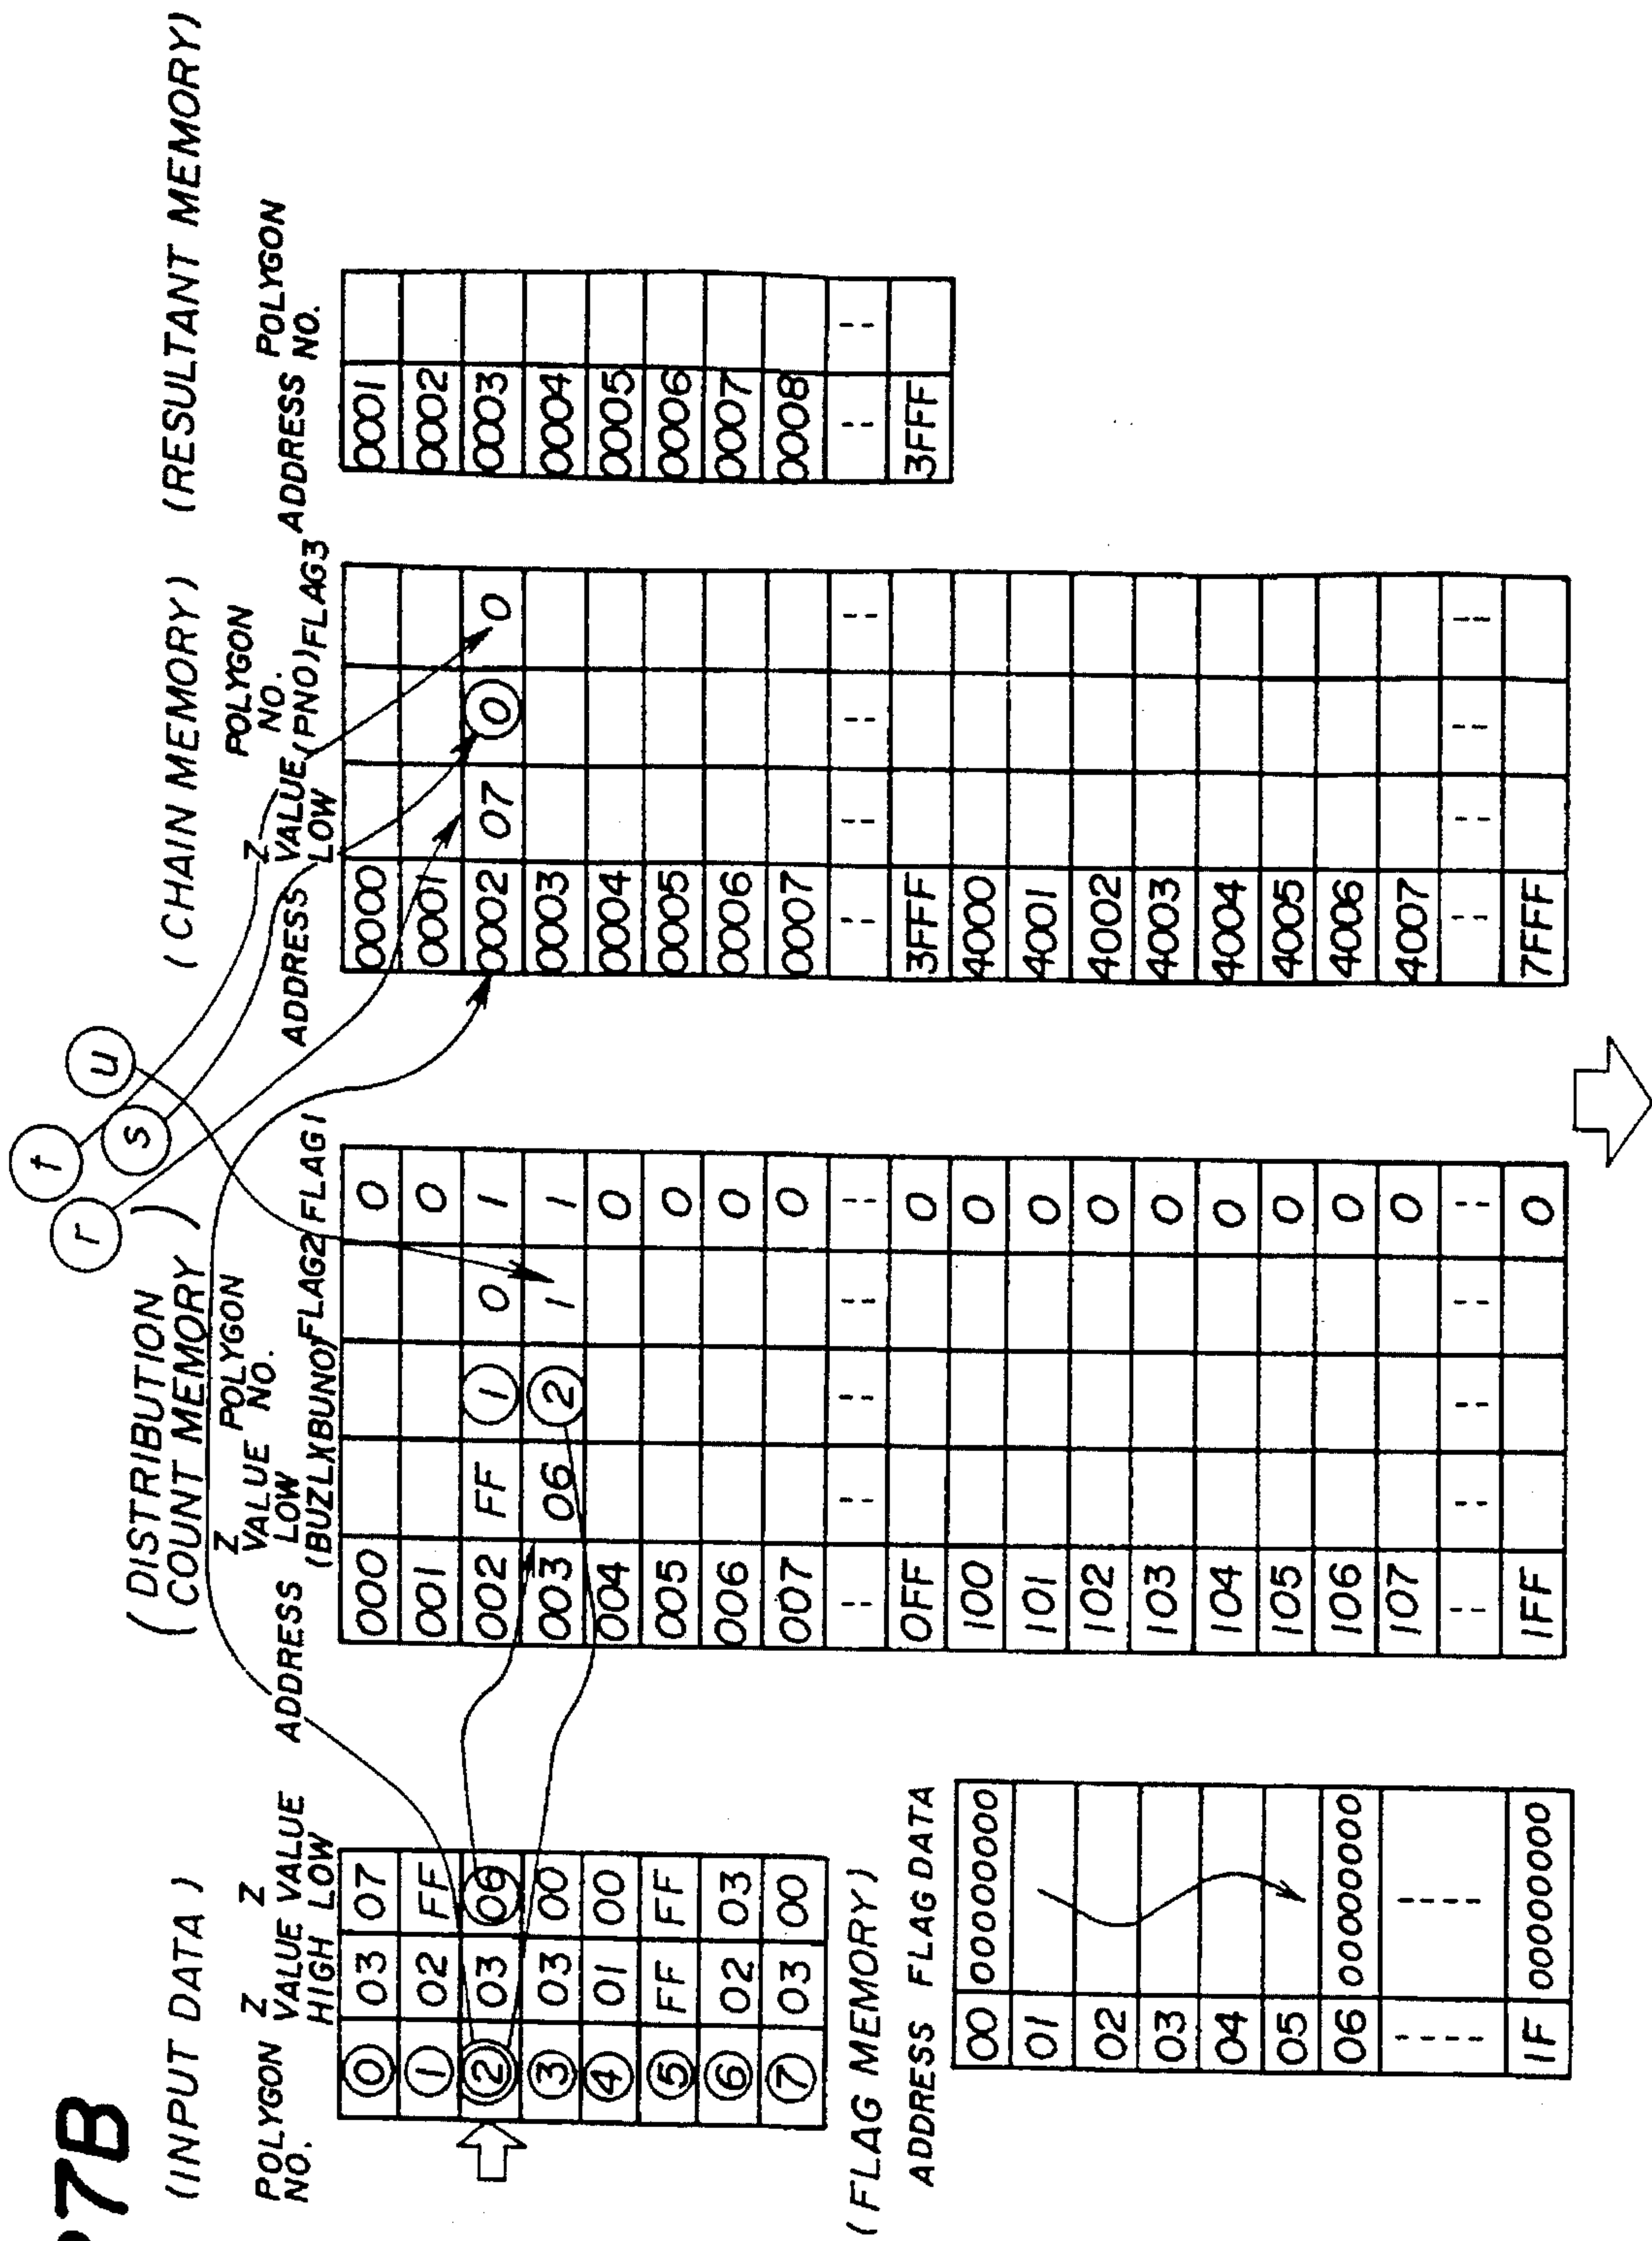 7B
(INPUT DATA)
POLYGON NO.
Z VALUE HIGH
Z VALUE LOW
0 03 07
1 02 FF
2 03 06
3 03 00
4 01 00
5 FF FF
6 02 03
7 03 00
(FLAG MEMORY)
ADDRESS FLAG DATA
00 00000000
01
02
03
04
05
06 00000000
-- ----
1F 00000000
(DISTRIBUTION COUNT MEMORY)
ADDRESS
Z VALUE LOW (BUZL)
POLYGON NO. (BUNO)
FLAG2
FLAG1
000 0
001 0
002 FF 1 0 1
003 06 2 1 1
004 0
005 0
006 0
007 0
-- -- -- -- --
0FF 0
100 0
101 0
102 0
103 0
104 0
105 0
106 0
107 0
-- -- -- -- --
1FF 0
r
s
t
u
(CHAIN MEMORY)
ADDRESS
Z VALUE LOW
POLYGON NO. (PNO)
FLAG3
0000
0001
0002 07 0 0
0003
0004
0005
0006
0007
-- -- -- --
3FFF
4000
4001
4002
4003
4004
4005
4006
4007
-- -- -- --
7FFF
(RESULTANT MEMORY)
ADDRESS
POLYGON NO.
0001
0002
0003
0004
0005
0006
0007
0008
-- --
3FFF